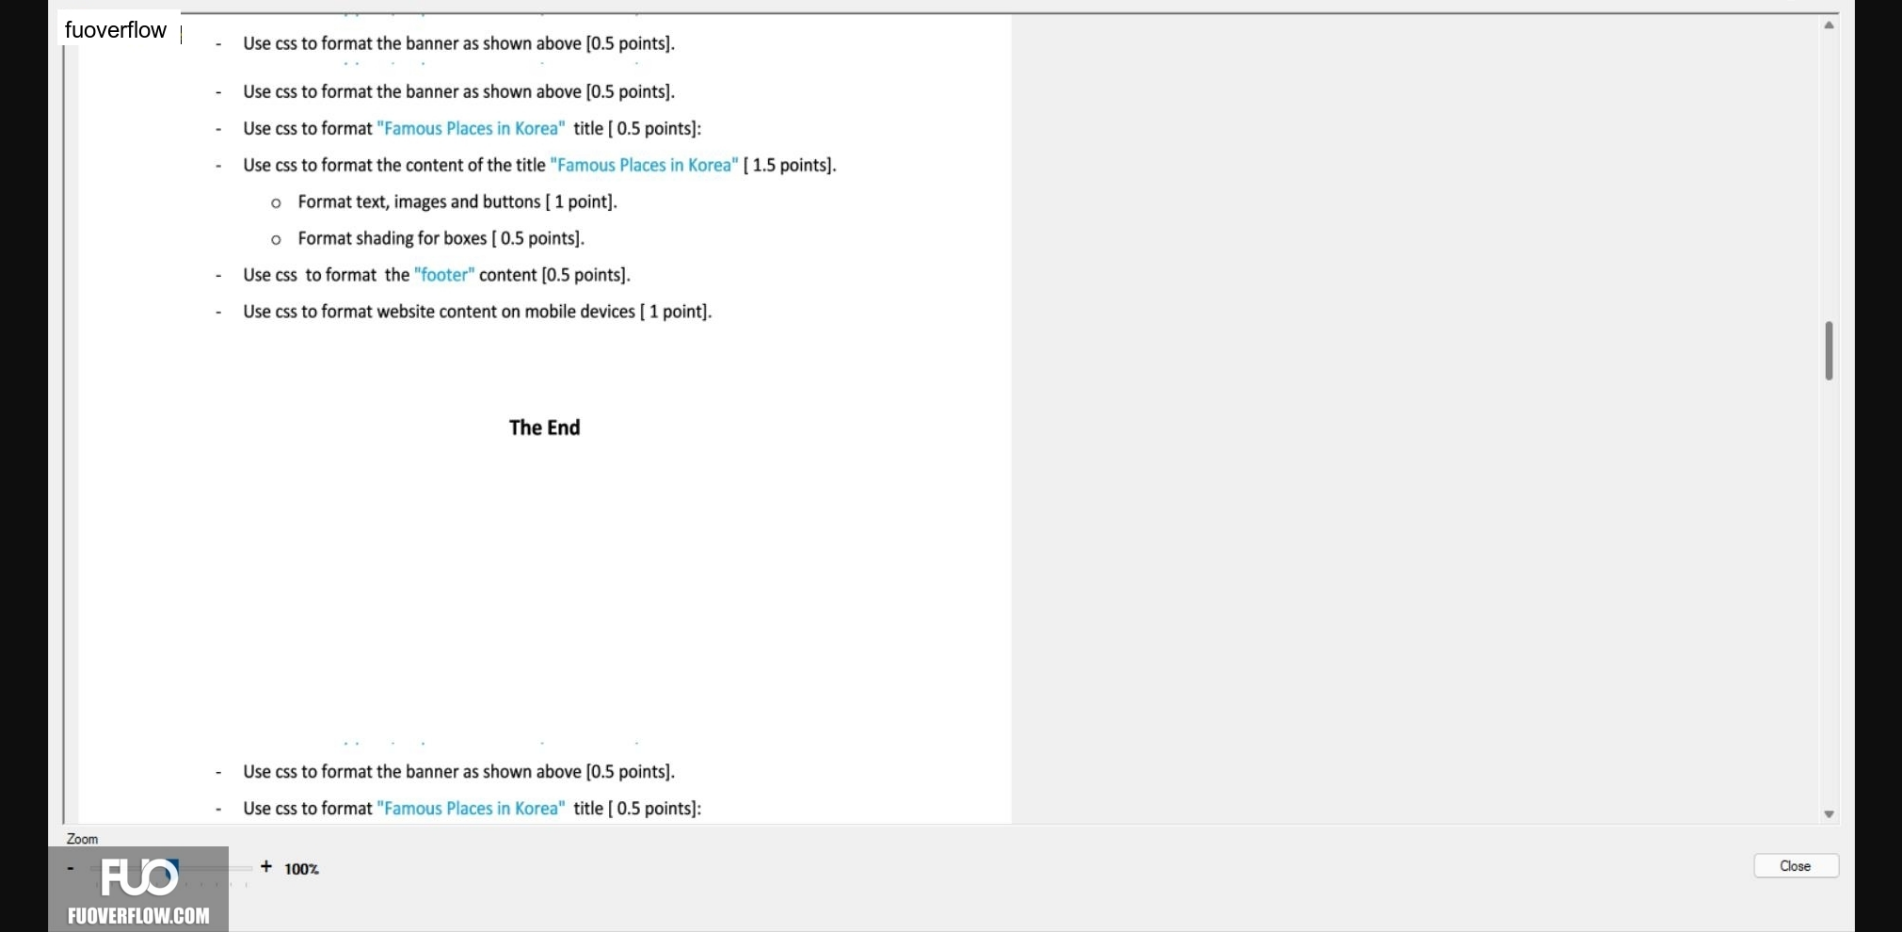 fuoverflow
- Use css to format the banner as shown above [0.5 points].
- Use css to format the banner as shown above [0.5 points].
- Use css to format "Famous Places in Korea" title [ 0.5 points]:
- Use css to format the content of the title "Famous Places in Korea" [ 1.5 points].
o Format text, images and buttons [ 1 point].
o Format shading for boxes [ 0.5 points].
- Use css to format the "footer" content [0.5 points].
- Use css to format website content on mobile devices [ 1 point].
The End
- Use css to format the banner as shown above [0.5 points].
- Use css to format "Famous Places in Korea" title [ 0.5 points]:
Zoom
- + 100%
Close
FUO
FUOVERFLOW.COM